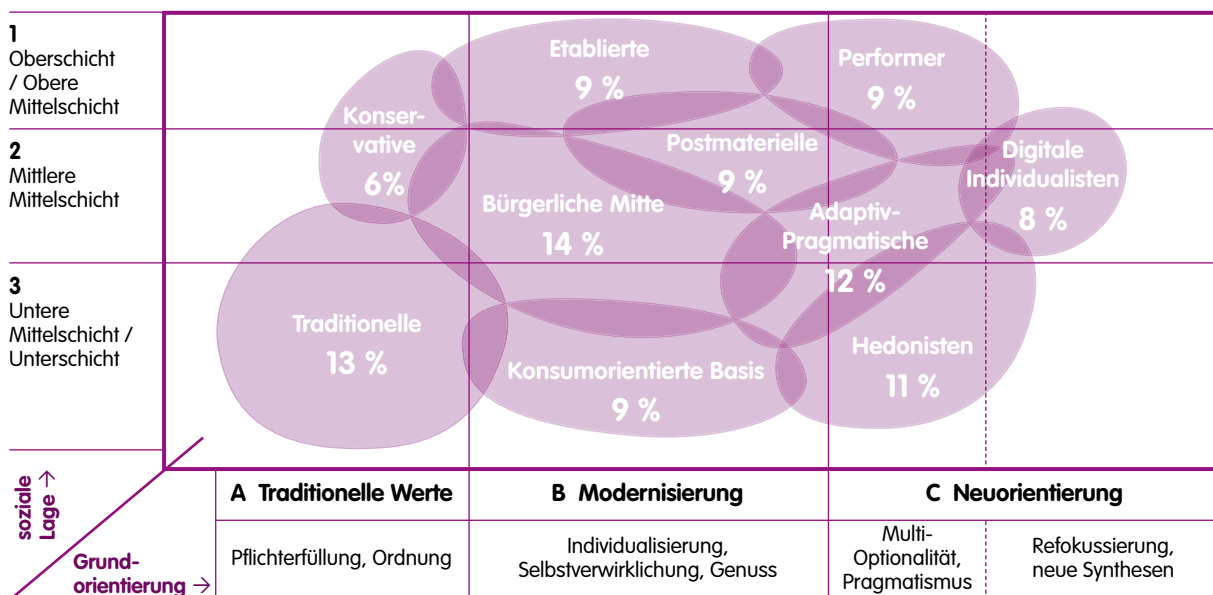 1
Oberschicht
/ Obere
Mittelschicht
2
Mittlere
Mittelschicht
3
Untere
Mittelschicht /
Unterschicht
Etablierte
9 %
Performer
9 %
Konser-
vative
6%
Postmaterielle
9 %
Digitale
Individualisten
8 %
Bürgerliche Mitte
14 %
Adaptiv-
Pragmatische
12 %
Traditionelle
13 %
Konsumorientierte Basis
9 %
Hedonisten
11 %
soziale
Lage →
Grund-
orientierung →
A Traditionelle Werte
B Modernisierung
C Neuorientierung
Pflichterfüllung, Ordnung
Individualisierung,
Selbstverwirklichung, Genuss
Multi-
Optionalität,
Pragmatismus
Refokussierung,
neue Synthesen